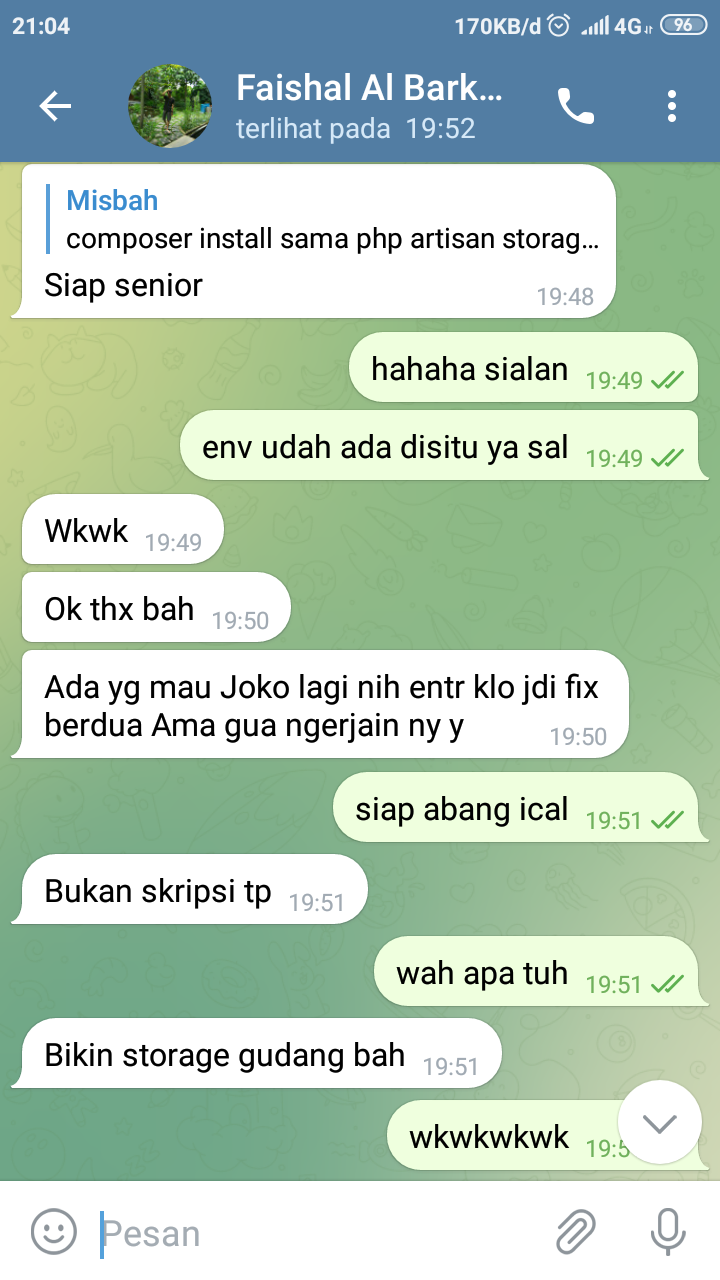 21:04 170KB/d 4G 96
Faishal Al Bark...
terlihat pada 19:52
Misbah
composer install sama php artisan storag...
Siap senior 19:48
hahaha sialan 19:49
env udah ada disitu ya sal 19:49
Wkwk 19:49
Ok thx bah 19:50
Ada yg mau Joko lagi nih entr klo jdi fix
berdua Ama gua ngerjain ny y 19:50
siap abang ical 19:51
Bukan skripsi tp 19:51
wah apa tuh 19:51
Bikin storage gudang bah 19:51
wkwkwkwk 19:5
Pesan